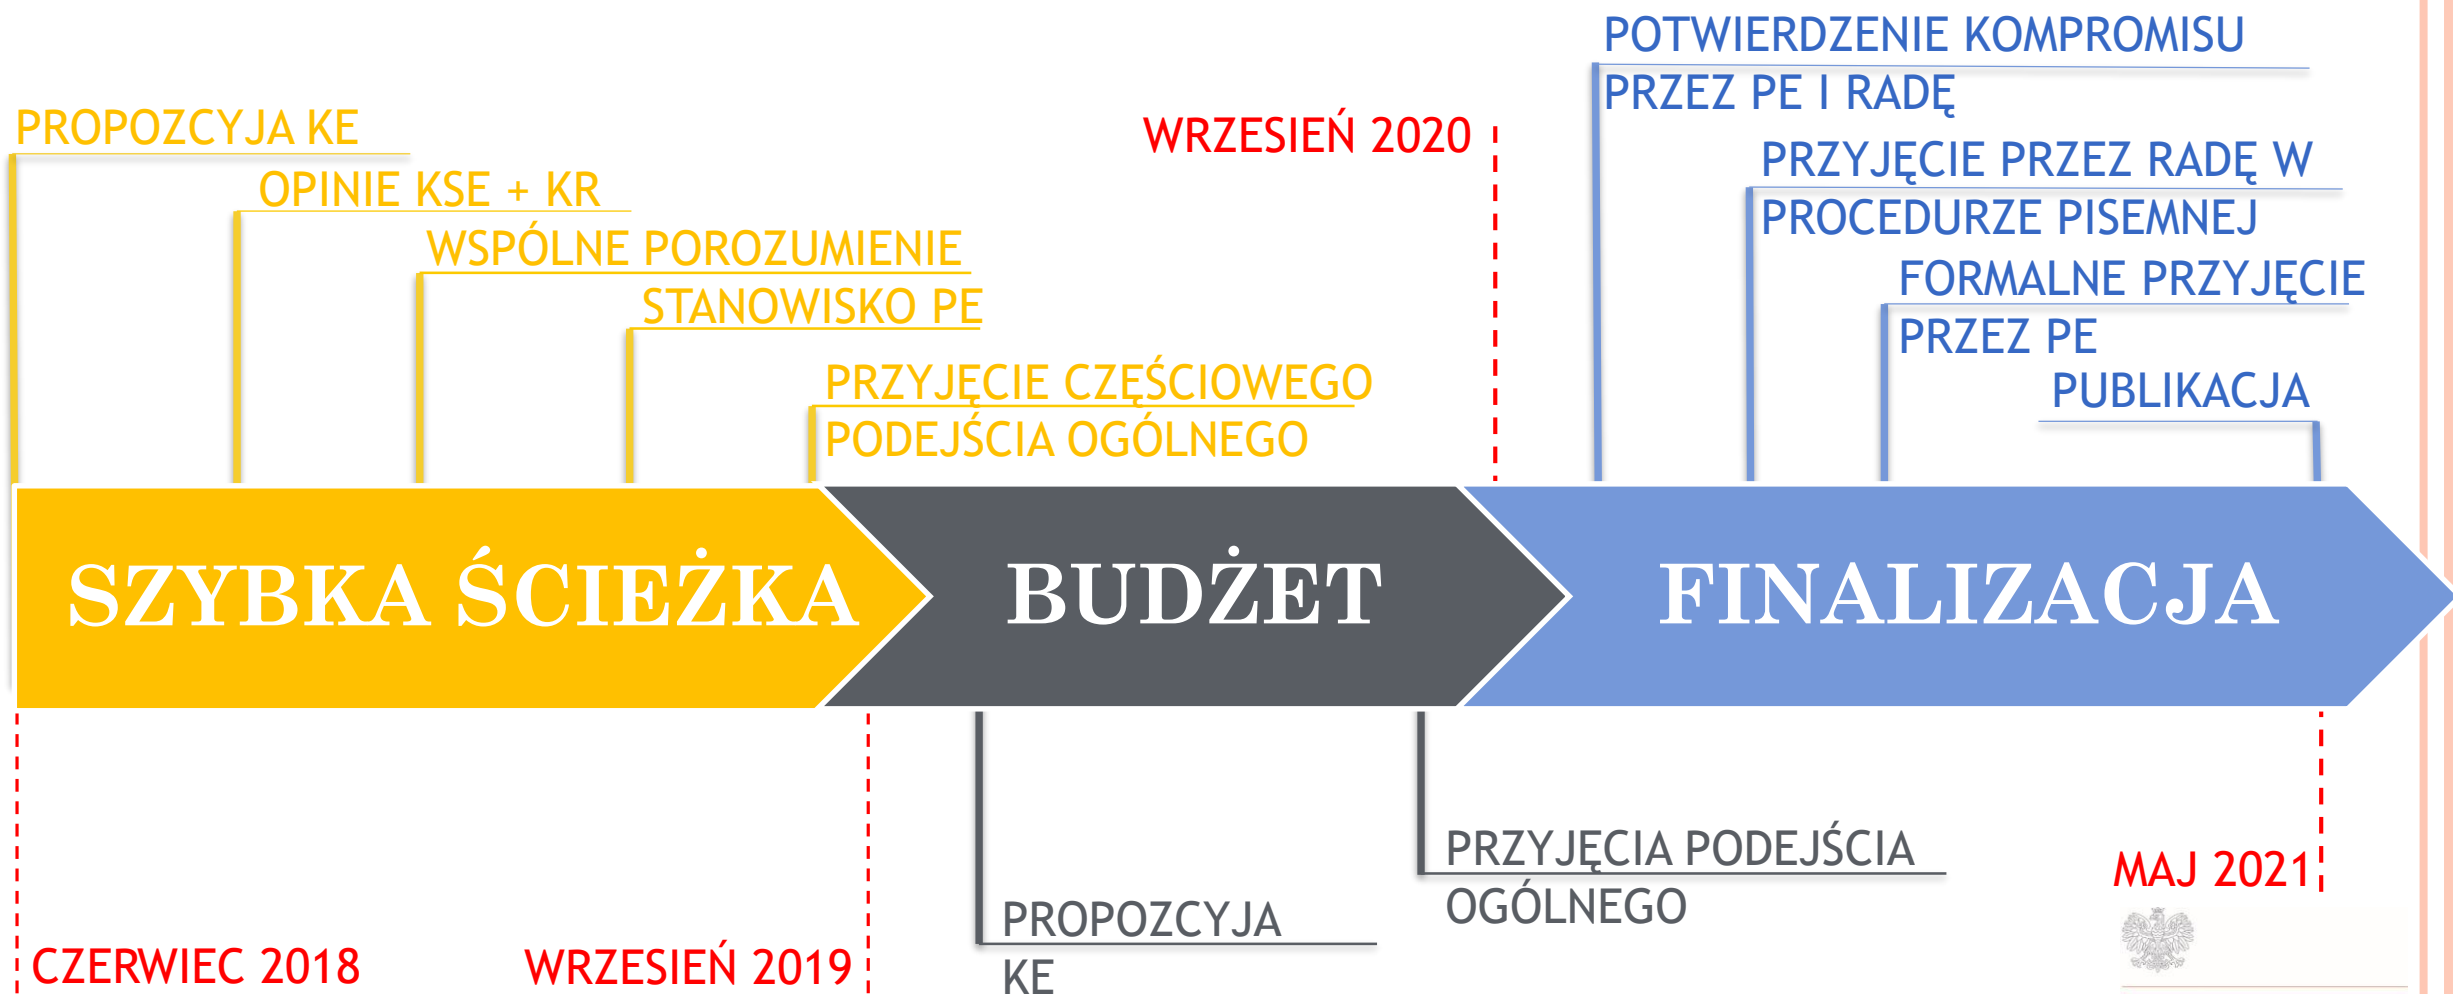 POTWIERDZENIE KOMPROMISU
PRZEZ PE I RADĘ
PROPOZCYJA KE
WRZESIEŃ 2020
PRZYJĘCIE PRZEZ RADĘ W
PROCEDURZE PISEMNEJ
OPINIE KSE + KR
WSPÓLNE POROZUMIENIE
FORMALNE PRZYJĘCIE
PRZEZ PE
STANOWISKO PE
PRZYJĘCIE CZĘŚCIOWEGO
PODEJŚCIA OGÓLNEGO
PUBLIKACJA
SZYBKA ŚCIEŻKA
BUDŻET
FINALIZACJA
PRZYJĘCIA PODEJŚCIA
OGÓLNEGO
MAJ 2021
PROPOZCYJA
KE
CZERWIEC 2018
WRZESIEŃ 2019